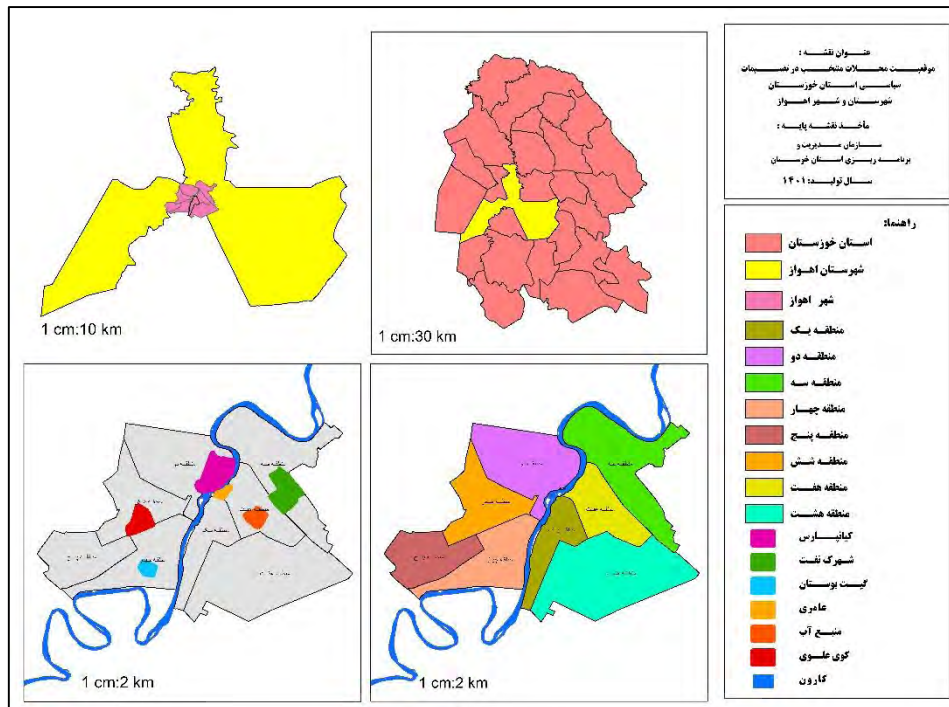 عنوان نقشه :
موقعیت محلات منتخب در تقسیمات
سیاسی استان خوزستان
شهرستان و شهر اهواز
مأخذ نقشه پایه :
سازمان مدیریت و
برنامه ریزی استان خوزستان
سال تولید: ۱۴۰۱
راهنما:
استان خوزستان
شهرستان اهواز
شهر اهواز
منطقه یک
منطقه دو
منطقه سه
منطقه چهار
منطقه پنج
منطقه شش
منطقه هفت
منطقه هشت
کیانپارس
شهرک نفت
گیت بوستان
عامری
منبع آب
کوی علوی
کارون
1 cm:10 km
1 cm:30 km
1 cm:2 km
1 cm:2 km